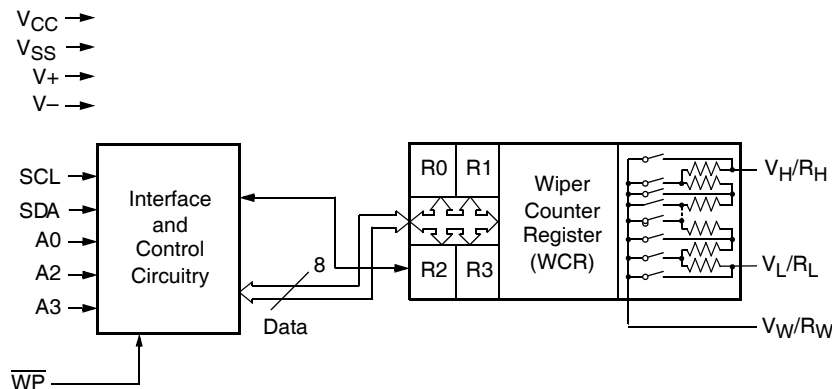 VCC
VSS
V+
V–
SCL
SDA
A0
A2
A3
WP
Interface
and
Control
Circuitry
8
Data
R0 R1
R2 R3
Wiper
Counter
Register
(WCR)
VH/RH
VL/RL
VW/RW